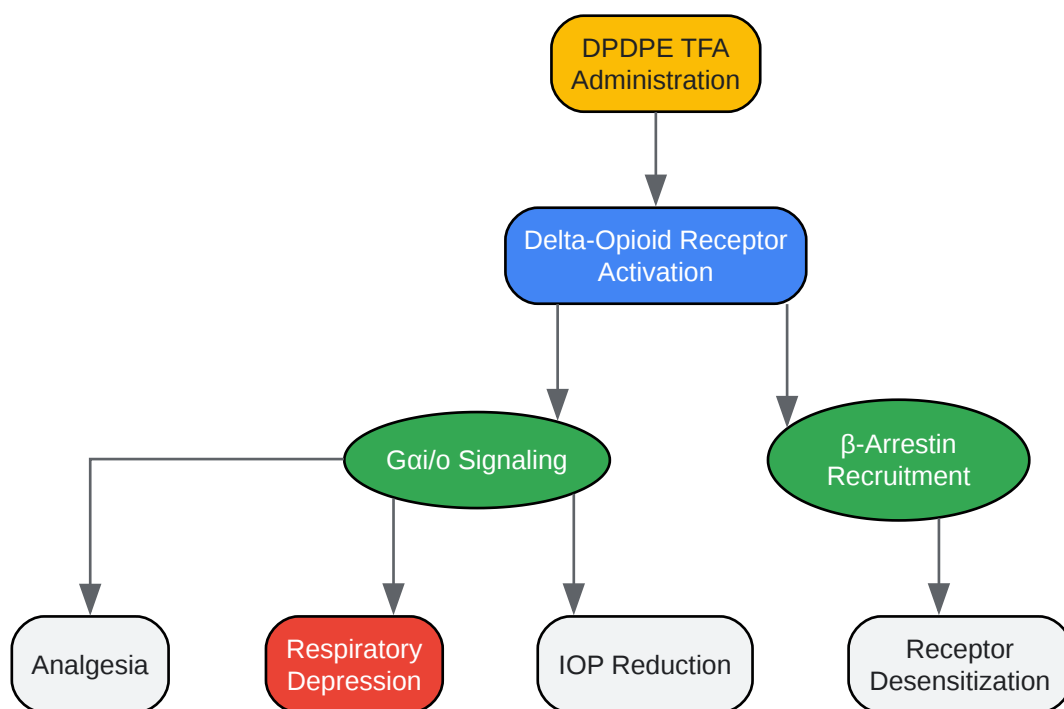 DPDPE TFA
Administration
Delta-Opioid Receptor
Activation
Gαi/o Signaling
β-Arrestin
Recruitment
Analgesia
Respiratory
Depression
IOP Reduction
Receptor
Desensitization